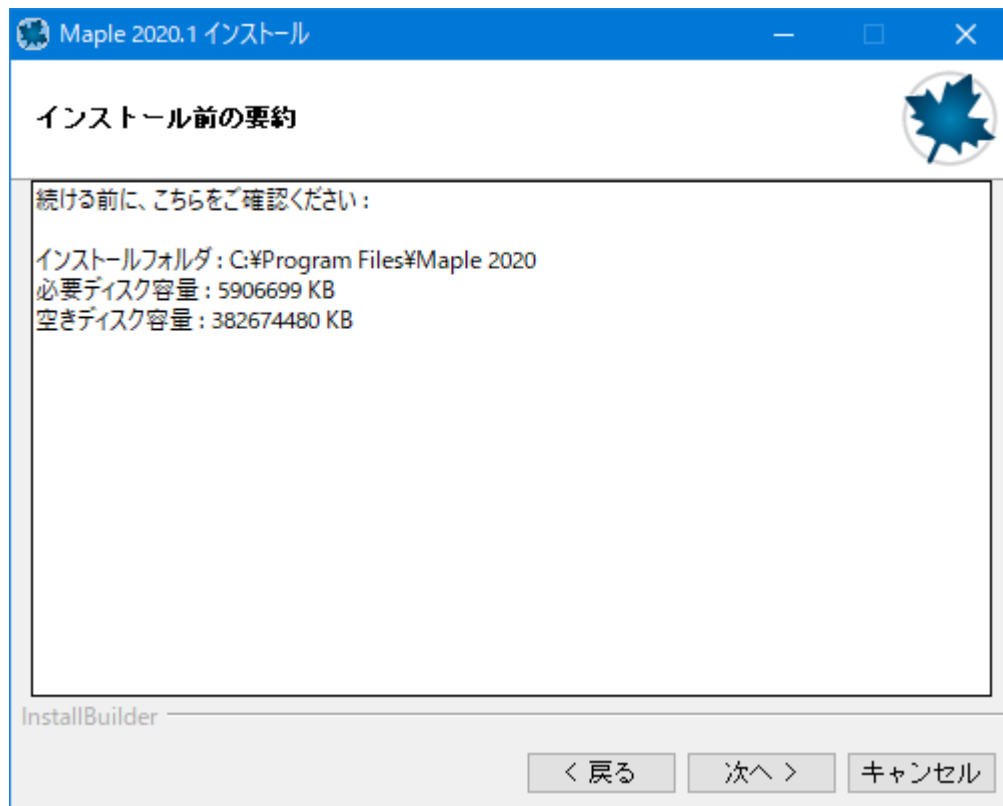 Maple 2020.1 インストール
インストール前の要約
続ける前に、こちらをご確認ください :
インストールフォルダ : C:¥Program Files¥Maple 2020
必要ディスク容量 : 5906699 KB
空きディスク容量 : 382674480 KB
InstallBuilder
< 戻る
次へ >
キャンセル